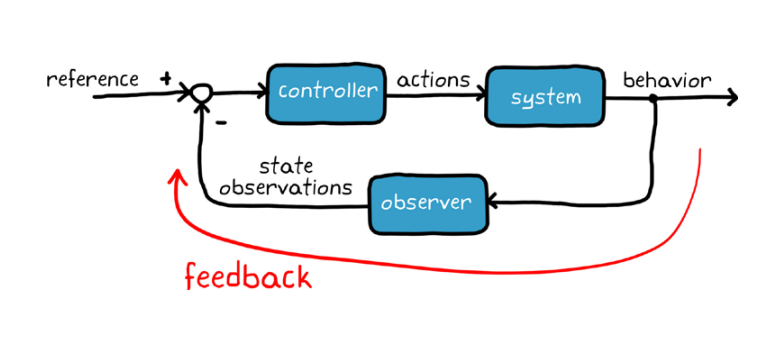 reference
+
controller
actions
system
behavior
-
state
observations
observer
feedback